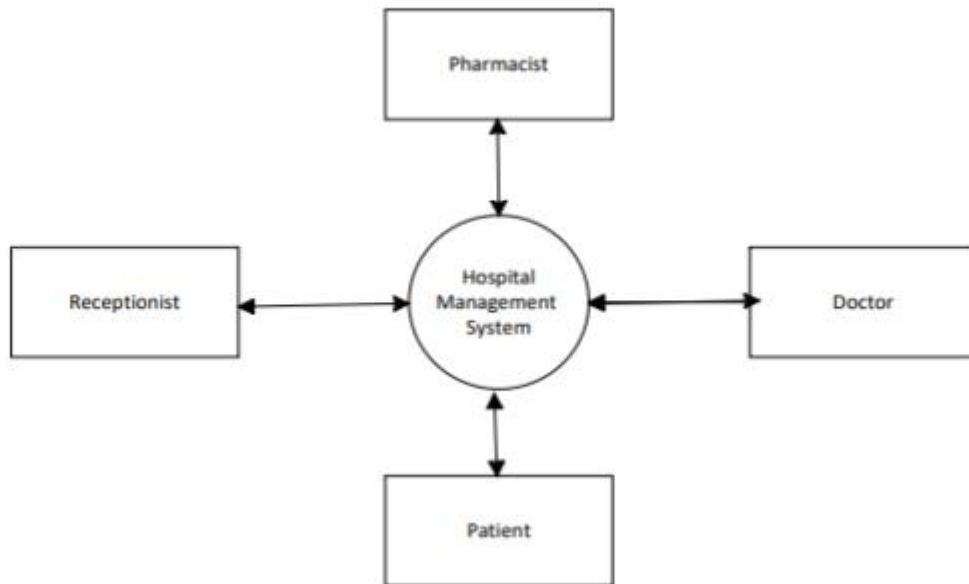 Pharmacist
Receptionist
Hospital
Management
System
Doctor
Patient